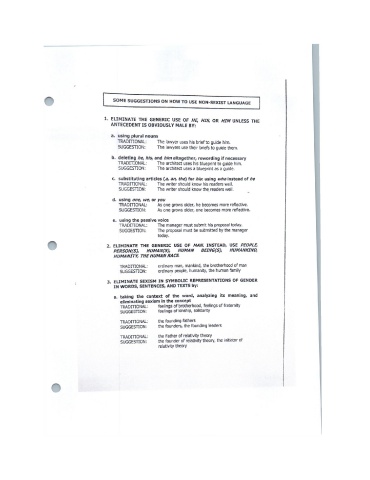 SOME SUGGESTIONS ON HOW TO USE NON-SEXIST LANGUAGE
1. ELIMINATE THE GENERIC USE OF HE, HIS, OR HIM UNLESS THE
ANTECEDENT IS OBVIOUSLY MALE BY:
a. using plural nouns
TRADITIONAL: The lawyer uses his brief to guide him.
SUGGESTION: The lawyers use their briefs to guide them.
b. deleting he, his, and him altogether, rewording if necessary
TRADITIONAL: The architect uses his blueprint to guide him.
SUGGESTION: The architect uses a blueprint as a guide.
c. substituting articles (a, an, the) for his; using who instead of he
TRADITIONAL: The writer should know his readers well.
SUGGESTION: The writer should know the readers well.
d. using one, we, or you
TRADITIONAL: As one grows older, he becomes more reflective.
SUGGESTION: As one grows older, one becomes more reflective.
e. using the passive voice
TRADITIONAL: The manager must submit his proposal today.
SUGGESTION: The proposal must be submitted by the manager
today.
2. ELIMINATE THE GENERIC USE OF MAN. INSTEAD, USE PEOPLE
PERSON(S), HUMAN(S), HUMAN BEING(S), HUMANKIND,
HUMANITY, THE HUMAN RACE.
TRADITIONAL: ordinary man, mankind, the brotherhood of man
SUGGESTION: ordinary people, humanity, the human family
3. ELIMINATE SEXISM IN SYMBOLIC REPRESENTATIONS OF GENDER
IN WORDS, SENTENCES, AND TEXTS by:
a. taking the context of the word, analyzing its meaning, and
eliminating sexism in the concept
TRADITIONAL: feelings of brotherhood, feelings of fraternity
SUGGESTION: feelings of kinship, solidarity
TRADITIONAL: the founding fathers
SUGGESTION: the founders, the founding leaders
TRADITIONAL: the Father of relativity theory
SUGGESTION: the founder of relativity theory, the initiator of
relativity theory